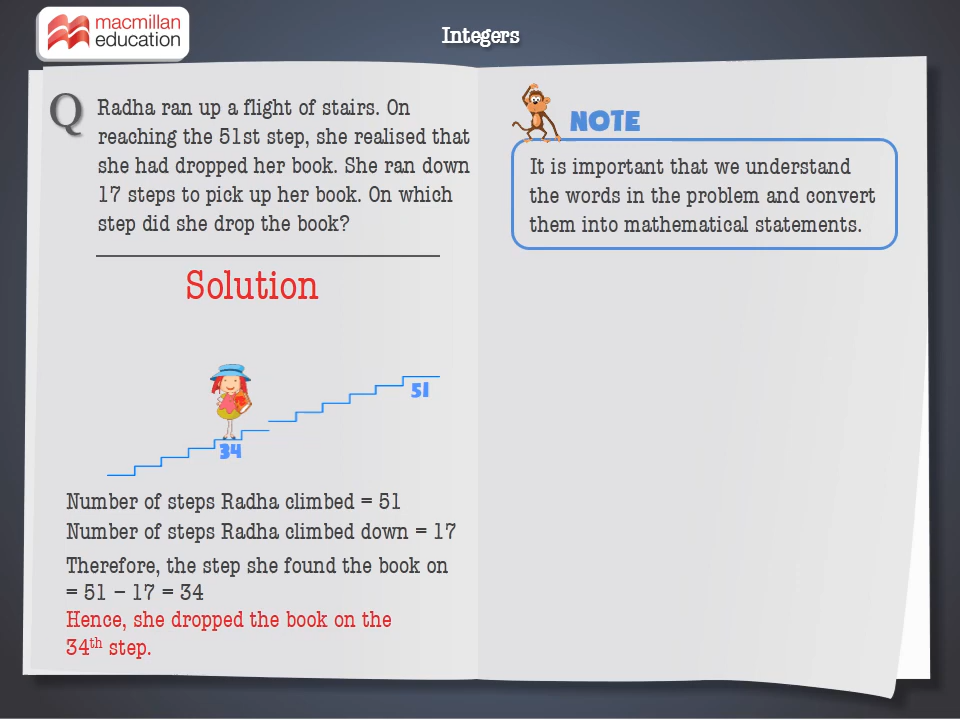 macmillan
education
Integers
Q
Radha ran up a flight of stairs. On
reaching the 51st step, she realised that
she had dropped her book. She ran down
17 steps to pick up her book. On which
step did she drop the book?
Solution
51
34
Number of steps Radha climbed = 51
Number of steps Radha climbed down = 17
Therefore, the step she found the book on
= 51 – 17 = 34
Hence, she dropped the book on the
34th step.
NOTE
It is important that we understand
the words in the problem and convert
them into mathematical statements.